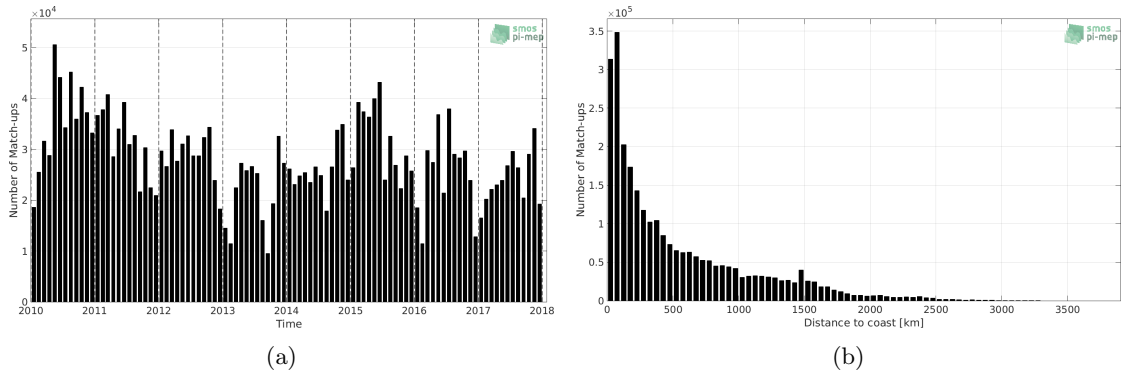 ×10⁴
5
4
3
2
1
0
Number of Match-ups
2010 2011 2012 2013 2014 2015 2016 2017 2018
Time
smos
pi-mep
(a)
×10⁵
3.5
3
2.5
2
1.5
1
0.5
0
Number of Match-ups
0 500 1000 1500 2000 2500 3000 3500
Distance to coast [km]
smos
pi-mep
(b)